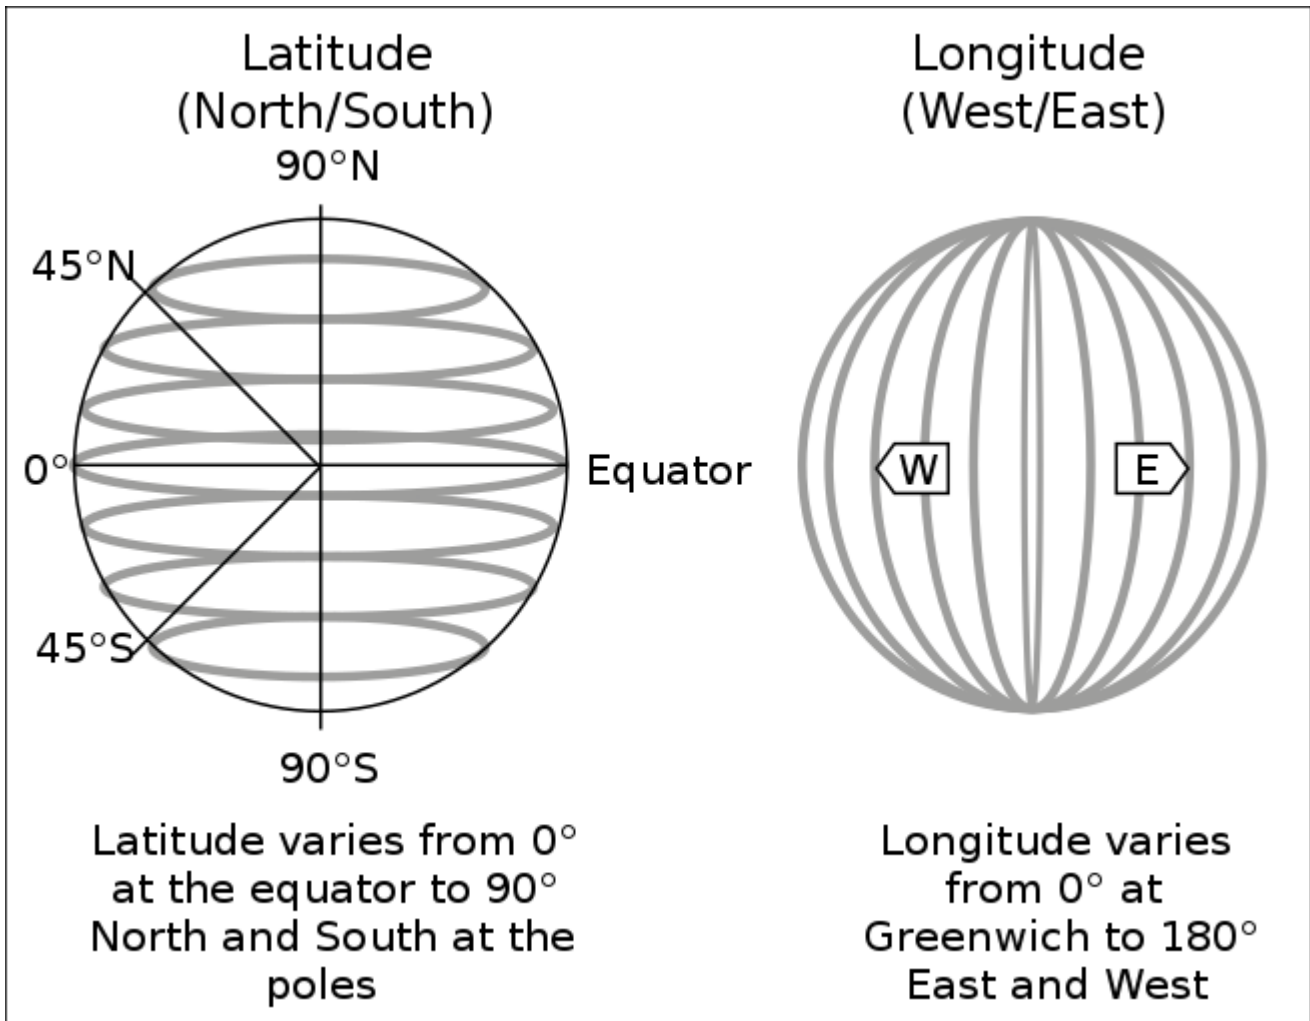 Latitude
(North/South)
90°N
45°N
0°
Equator
45°S
90°S
Latitude varies from 0°
at the equator to 90°
North and South at the
poles
Longitude
(West/East)
W
E
Longitude varies
from 0° at
Greenwich to 180°
East and West